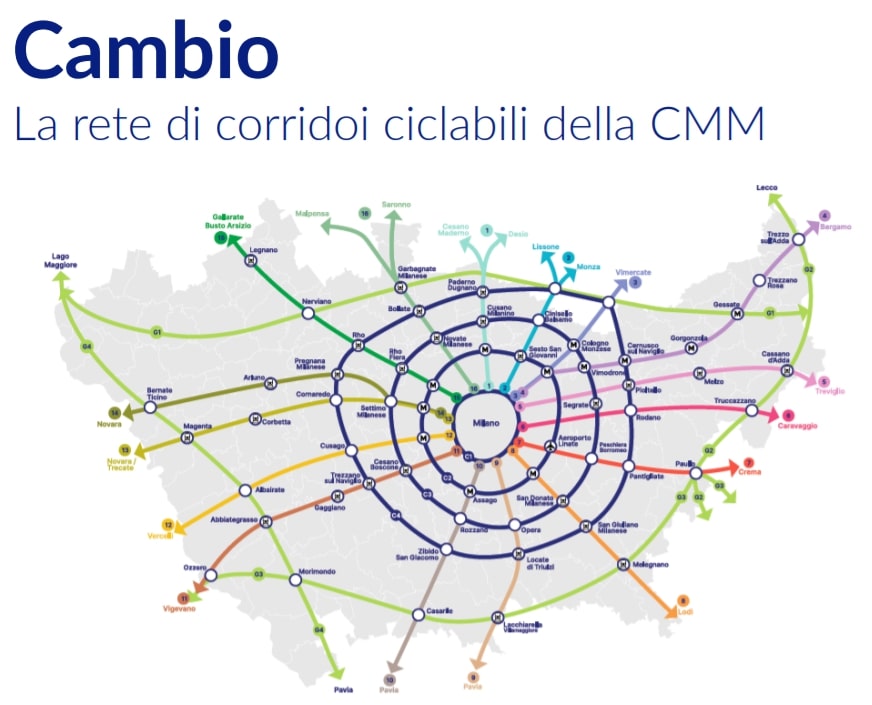 Cambio
La rete di corridoi ciclabili della CMM
Lecco
4
Bergamo
Saronno
Malpensa
16
Gallarate
Busto Arsizio
15
Cesano
Maderno
1
Desio
Lissone
2
Monza
Trezzo
sull'Adda
Legnano
Lago
Maggiore
Vimercate
3
G2
Garbagnate
Milanese
Paderno
Dugnano
Trezzano
Rosa
Nerviano
Bollate
Cusano
Milanino
Cinisello
Balsamo
Gessate
G1
G1
Rho
Novate
Milanese
Cologno
Monzese
Gorgonzola
G4
Rho
Fiera
Sesto San
Giovanni
Cernusco
sul Naviglio
Cassano
d'Adda
Pregnana
Milanese
M
Vimodrone
Arluno
Pioltello
Melzo
5
Treviglio
Bernate
Ticino
Cornaredo
Settimo
Milanese
Segrate
Truccazzano
14
Novara
Magenta
Corbetta
Milano
Rodano
6
Caravaggio
13
Novara /
Trecate
Cusago
Aeroporto
Linate
Peschiera
Borromeo
G2
Cesano
Boscone
C1
Paullo
7
Crema
Trezzano
sul Naviglio
C2
Pantigliate
Albairate
C3
Assago
San Donato
Milanese
G3
G2
G3
Gaggiano
12
Vercelli
Abbiategrasso
C4
Rozzano
Opera
San Giuliano
Milanese
Zibido
San Giacomo
Locate
di Triulzi
Melegnano
Ozzero
G3
Morimondo
11
Vigevano
8
Lodi
Casarile
Lacchiarella
G4
Pavia
10
Pavia
9
Pavia